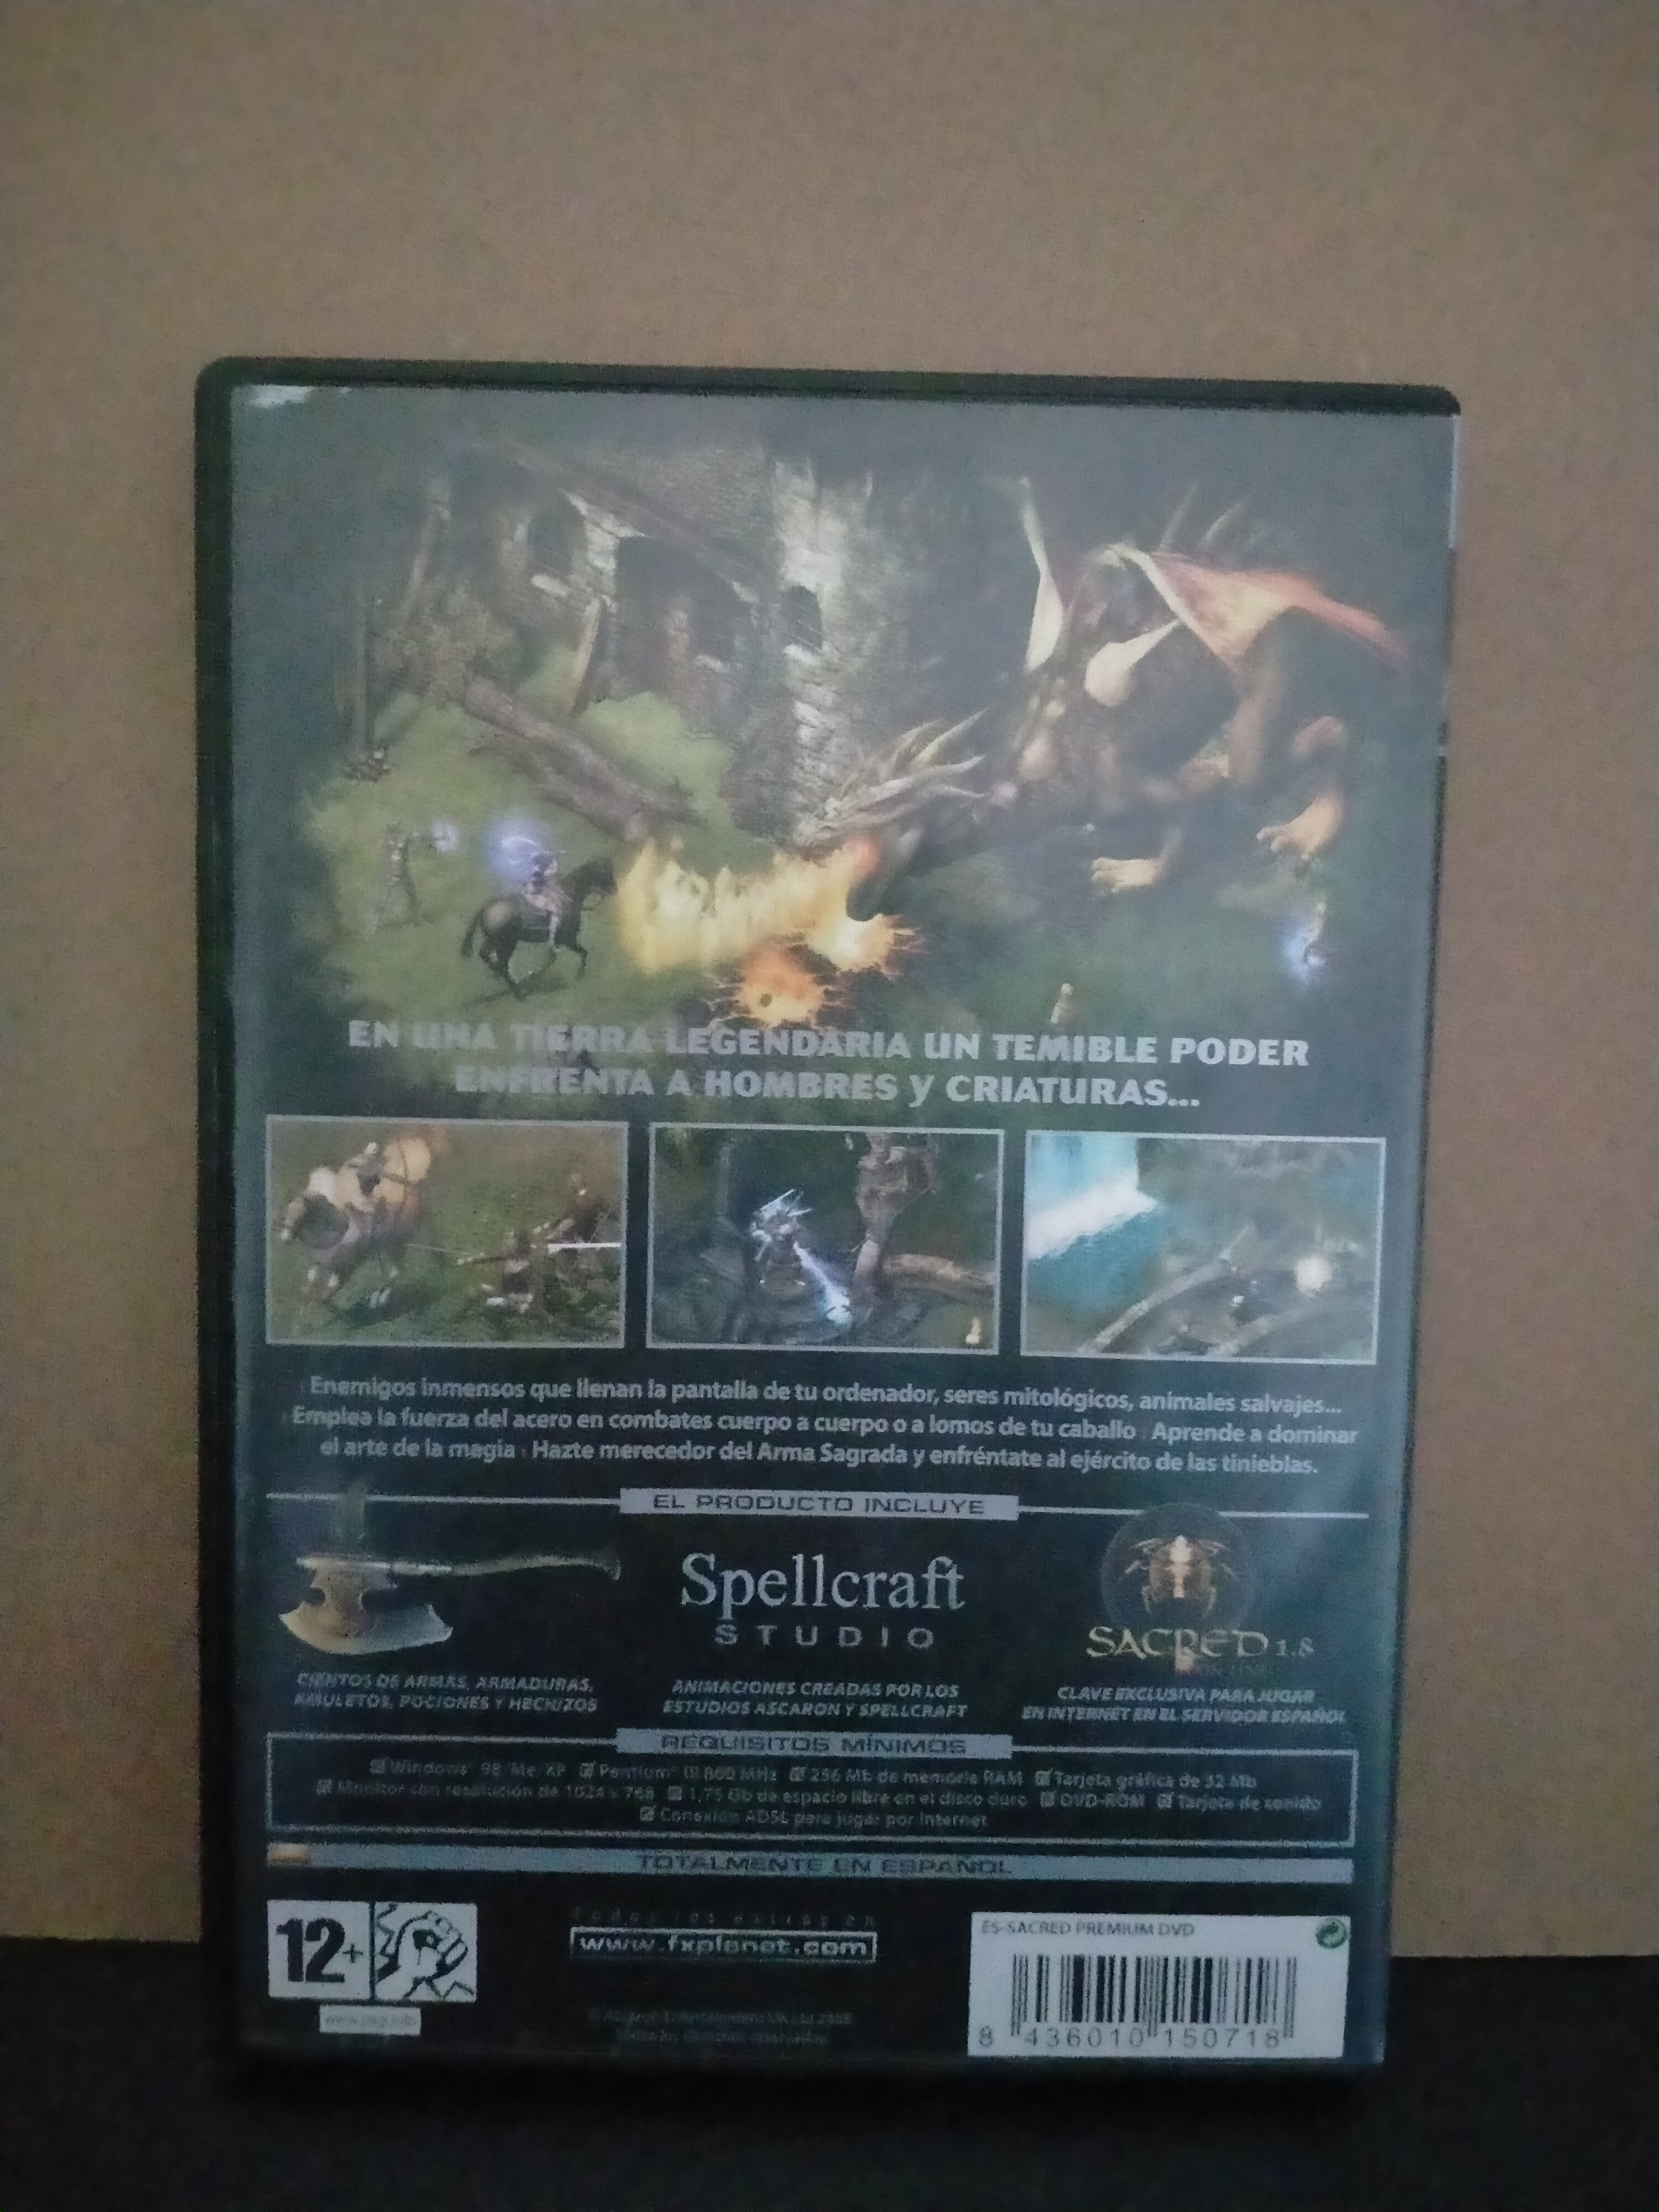 EN UNA TIERRA LEGENDARIA UN TEMIBLE PODER
ENFRENTA A HOMBRES y CRIATURAS...
Enemigos inmensos que llenan la pantalla de tu ordenador, seres mitológicos, animales salvajes...
Emplea la fuerza del acero en combates cuerpo a cuerpo o a lomos de tu caballo Aprende a dominar
el arte de la magia Hazte merecedor del Arma Sagrada y enfréntate al ejército de las tinieblas.
EL PRODUCTO INCLUYE
Spellcraft
STUDIO
SACRED 1.8
CIENTOS DE ARMAS, ARMADURAS,
AMULETOS, POCIONES Y HECHIZOS
ANIMACIONES CREADAS POR LOS
ESTUDIOS ASCARON Y SPELLCRAFT
CLAVE EXCLUSIVA PARA JUGAR
EN INTERNET EN EL SERVIDOR ESPAÑOL
REQUISITOS MÍNIMOS
Windows 98 Me XP Pentium III 800 MHz 256 Mb de memoria RAM Tarjeta gráfica de 32 Mb
Monitor con resolución de 1024 x 768 1,75 Gb de espacio libre en el disco duro DVD-ROM Tarjeta de sonido
Conexión ADSL para jugar por Internet
TOTALMENTE EN ESPAÑOL
12+
www.pegi.info
www.fxplanet.com
ES-SACRED PREMIUM DVD
8 436010 150718